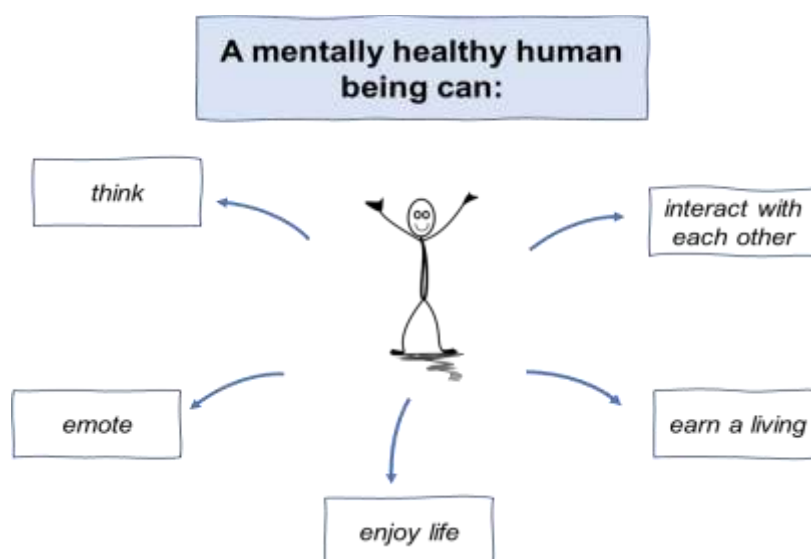 A mentally healthy human
being can:
think
interact with
each other
emote
earn a living
enjoy life